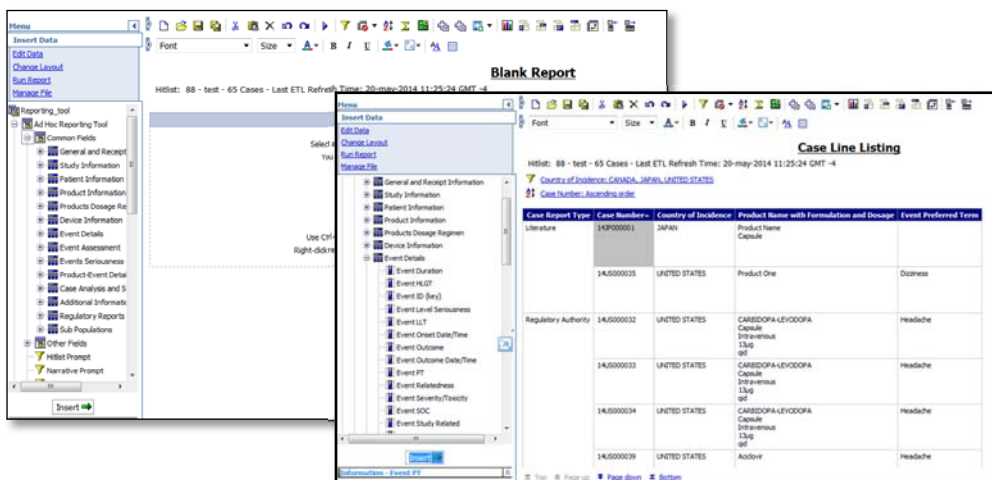 Menu
Insert Data
Edit Data
Change Layout
Run Report
Manage File
Font
Size
Blank Report
Hitlist: 88 - test - 65 Cases - Last ETL Refresh Time: 20-may-2014 11:25:24 GMT -4
Reporting_tool
Ad Hoc Reporting Tool
Common Fields
General and Receipt
Study Information
Patient Information
Product Information
Products Dosage Re
Device Information
Event Details
Event Assessment
Events Seriousness
Product-Event Detai
Case Analysis and S
Additional Informatio
Regulatory Reports
Sub Populations
Other Fields
Hitlist Prompt
Narrative Prompt
Insert
Select
You
Use Ctrl
Right-click
Menu
Insert Data
Edit Data
Change Layout
Run Report
Manage File
General and Receipt Information
Study Information
Patient Information
Product Information
Products Dosage Regimen
Device Information
Event Details
Event Duration
Event HLGT
Event ID (key)
Event Level Seriousness
Event LLT
Event Onset Date/Time
Event Outcome
Event Outcome Date/Time
Event PT
Event Relatedness
Event Severity/Toxicity
Event SOC
Event Study Related
Insert
Information - Event PT
Font
Size
Case Line Listing
Hitlist: 88 - test - 65 Cases - Last ETL Refresh Time: 20-may-2014 11:25:24 GMT -4
Country of Incidence: CANADA, JAPAN, UNITED STATES
Case Number: Ascending order
Case Report Type Case Number Country of Incidence Product Name with Formulation and Dosage Event Preferred Term
Literature 14JP000001 JAPAN Product Name
Capsule
14US000035 UNITED STATES Product One Dizziness
Regulatory Authority 14US000032 UNITED STATES CARBIDOPA-LEVODOPA Headache
Capsule
Intravenous
13µg
qd
14US000033 UNITED STATES CARBIDOPA-LEVODOPA Headache
Capsule
Intravenous
13µg
qd
14US000034 UNITED STATES CARBIDOPA-LEVODOPA Headache
Capsule
Intravenous
13µg
qd
14US000039 UNITED STATES Acidovir Headache
Top Page up Page down Bottom